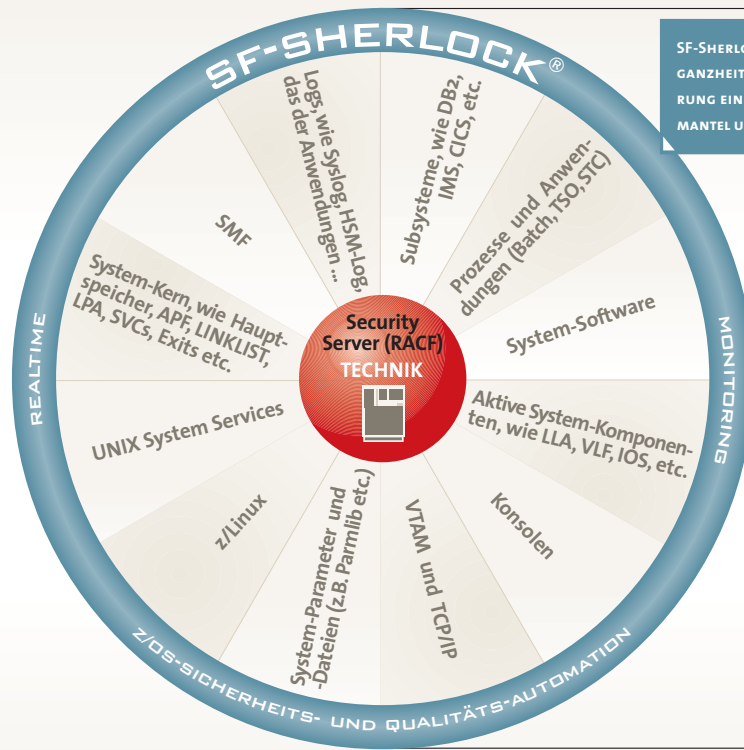 SF-SHERLOCK®
Logs, wie Syslog, HSM-Log,
das der Anwendungen ...
Subsysteme, wie DB2,
IMS, CICS, etc.
Prozesse und Anwen-
dungen (Batch, TSO, STC)
System-Software
Aktive System-Komponen-
ten, wie LLA, VLF, IOS, etc.
Konsolen
VTAM und TCP/IP
System-Parameter und
-Dateien (z.B. Parmlib etc.)
z/Linux
UNIX System Services
System-Kern, wie Haupt-
speicher, APF, LINKLIST,
LPA, SVCs, Exits etc.
SMF
Security
Server (RACF)
TECHNIK
REALTIME
MONITORING
Z/OS-SICHERHEITS- UND QUALITÄTS-AUTOMATION
GANZHEIT
RUNG EIN
MANTEL U